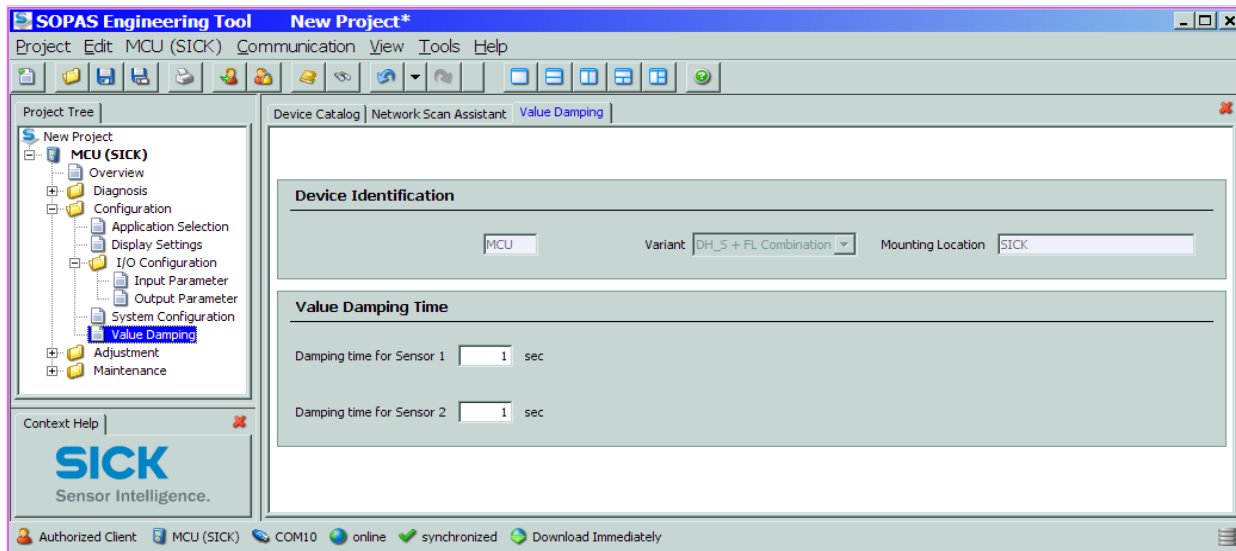 SOPAS Engineering Tool New Project*
Project Edit MCU (SICK) Communication View Tools Help
Project Tree
New Project
MCU (SICK)
Overview
Diagnosis
Configuration
Application Selection
Display Settings
I/O Configuration
Input Parameter
Output Parameter
System Configuration
Value Damping
Adjustment
Maintenance
Context Help
SICK
Sensor Intelligence.
Device Catalog Network Scan Assistant Value Damping
Device Identification
MCU Variant DH_S + FL Combination Mounting Location SICK
Value Damping Time
Damping time for Sensor 1 1 sec
Damping time for Sensor 2 1 sec
Authorized Client MCU (SICK) COM10 online synchronized Download Immediately